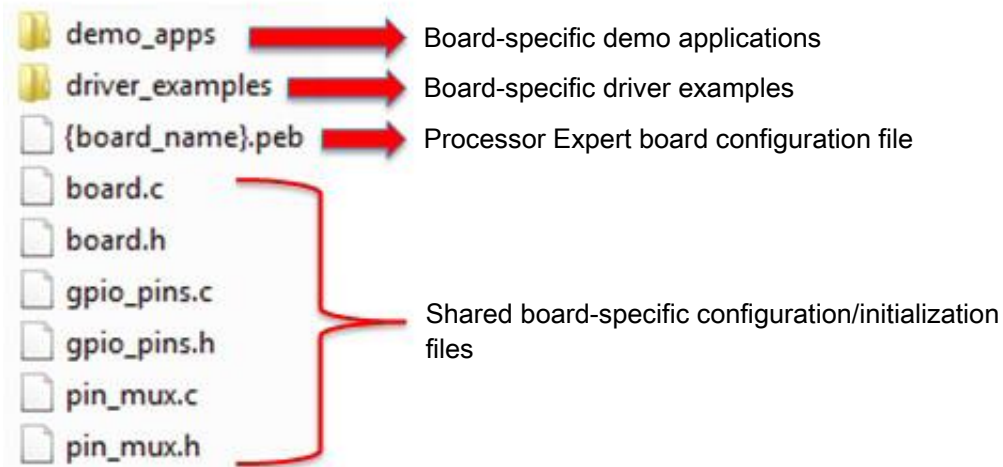 demo_apps Board-specific demo applications
driver_examples Board-specific driver examples
{board_name}.peb Processor Expert board configuration file
board.c
board.h
gpio_pins.c
gpio_pins.h
pin_mux.c
pin_mux.h
Shared board-specific configuration/initialization
files